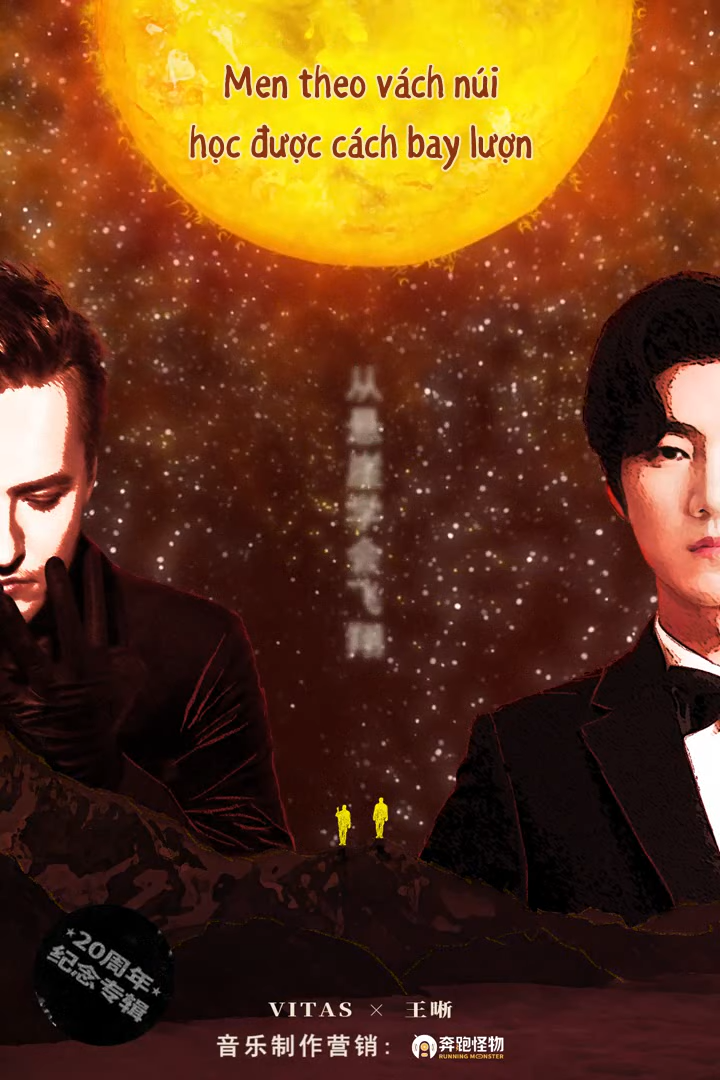 Men theo vách núi
học được cách bay lượn
从悬崖学会飞翔
20周年
纪念专辑
VITAS × 王晰
音乐制作营销:
奔跑怪物
RUNNING MOONSTER